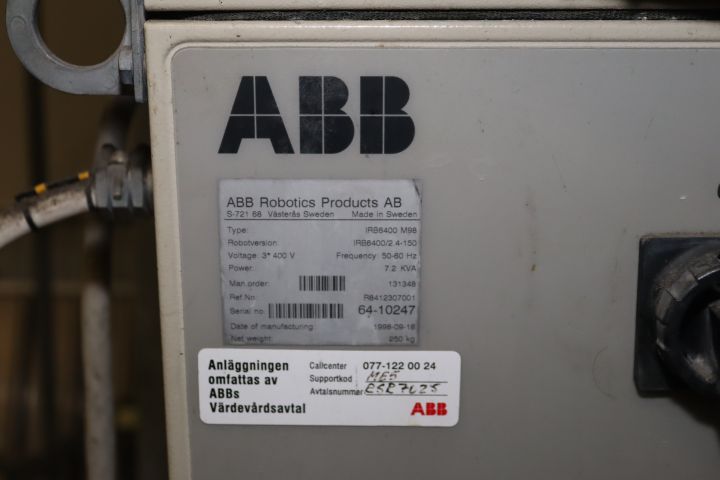 ABB
ABB Robotics Products AB
S-721 68 Västerås Sweden Made in Sweden
Type: IRB6400 M98
Robotversion: IRB6400/2.4-150
Voltage: 3* 400 V Frequency: 50-60 Hz
Power: 7.2 KVA
Man.order: 131348
Ref No: R8412307001
Serial no: 64-10247
Date of manufacturing: 1998-09-16
Net weight: 250 kg
Anläggningen
omfattas av
ABBs
Värdevårdsavtal
Callcenter 077-122 00 24
Supportkod ME5
Avtalsnummer
ABB